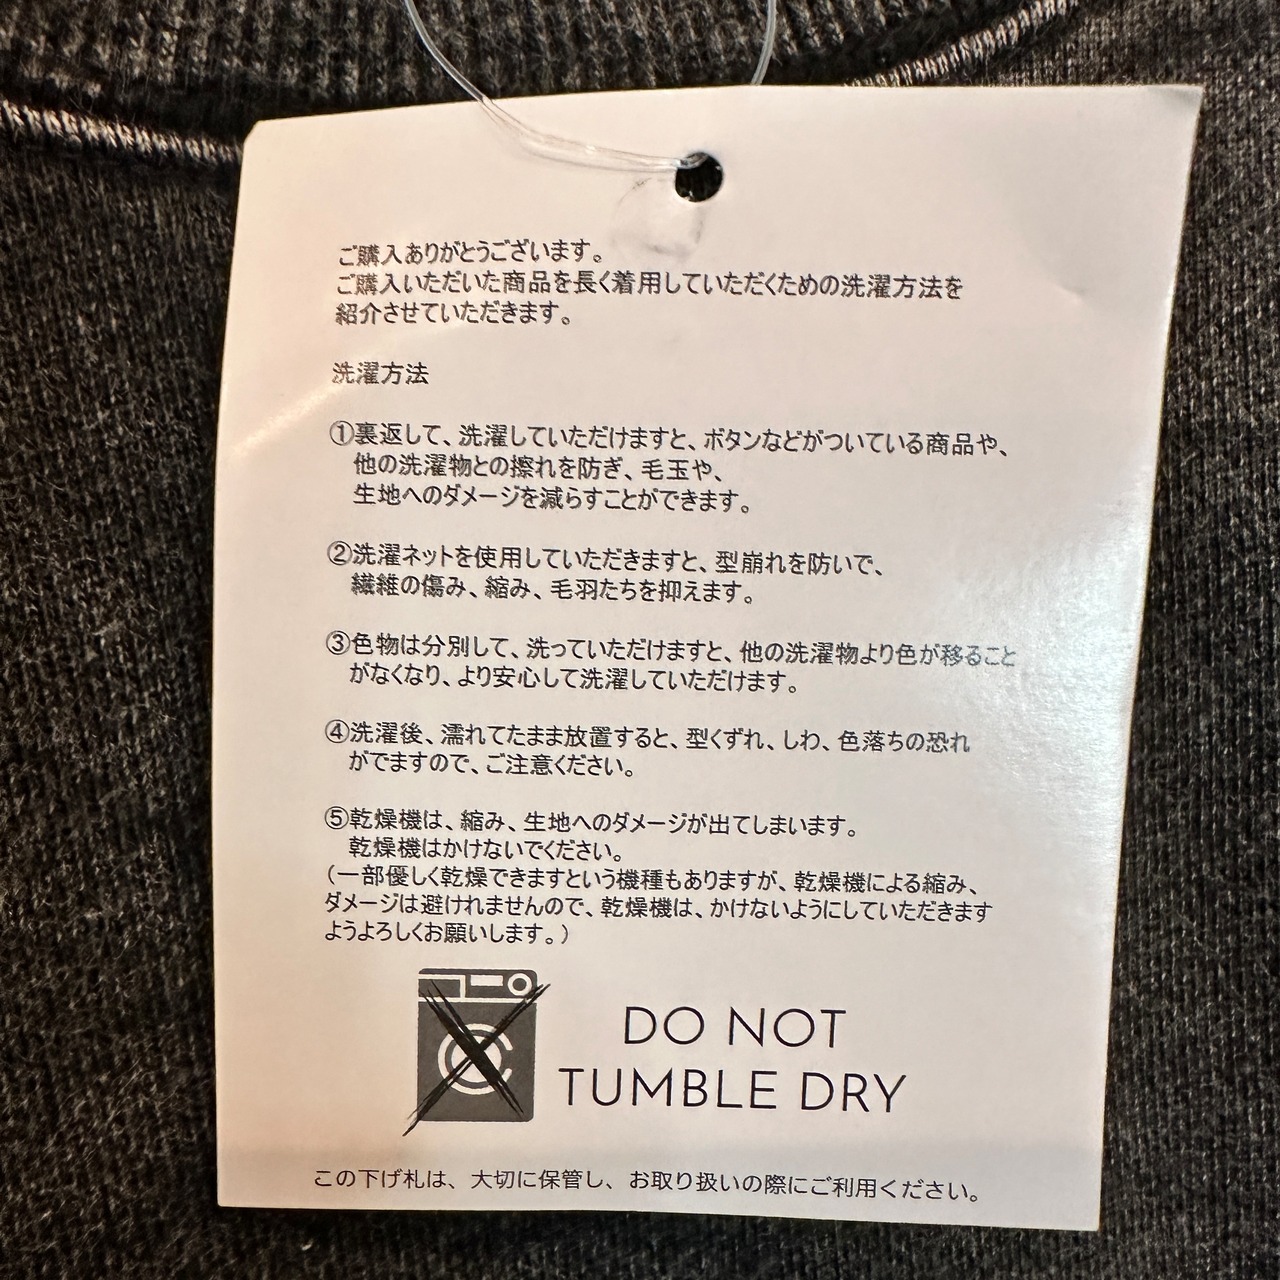 ご購入ありがとうございます。
ご購入いただいた商品を長く着用していただくための洗濯方法を
紹介させていただきます。
洗濯方法
①裏返して、洗濯していただけますと、ボタンなどがついている商品や、
他の洗濯物との擦れを防ぎ、毛玉や、
生地へのダメージを減らすことができます。
②洗濯ネットを使用していただきますと、型崩れを防いで、
繊維の傷み、縮み、毛羽たちを抑えます。
③色物は分別して、洗っていただけますと、他の洗濯物より色が移ること
がなくなり、より安心して洗濯していただけます。
④洗濯後、濡れてたまま放置すると、型くずれ、しわ、色落ちの恐れ
がでますので、ご注意ください。
⑤乾燥機は、縮み、生地へのダメージが出てしまいます。
乾燥機はかけないでください。
(一部優しく乾燥できますという機種もありますが、乾燥機による縮み、
ダメージは避けれませんので、乾燥機は、かけないようにしていただきます
ようよろしくお願いします。)
DO NOT
TUMBLE DRY
この下げ札は、大切に保管し、お取り扱いの際にご利用ください。